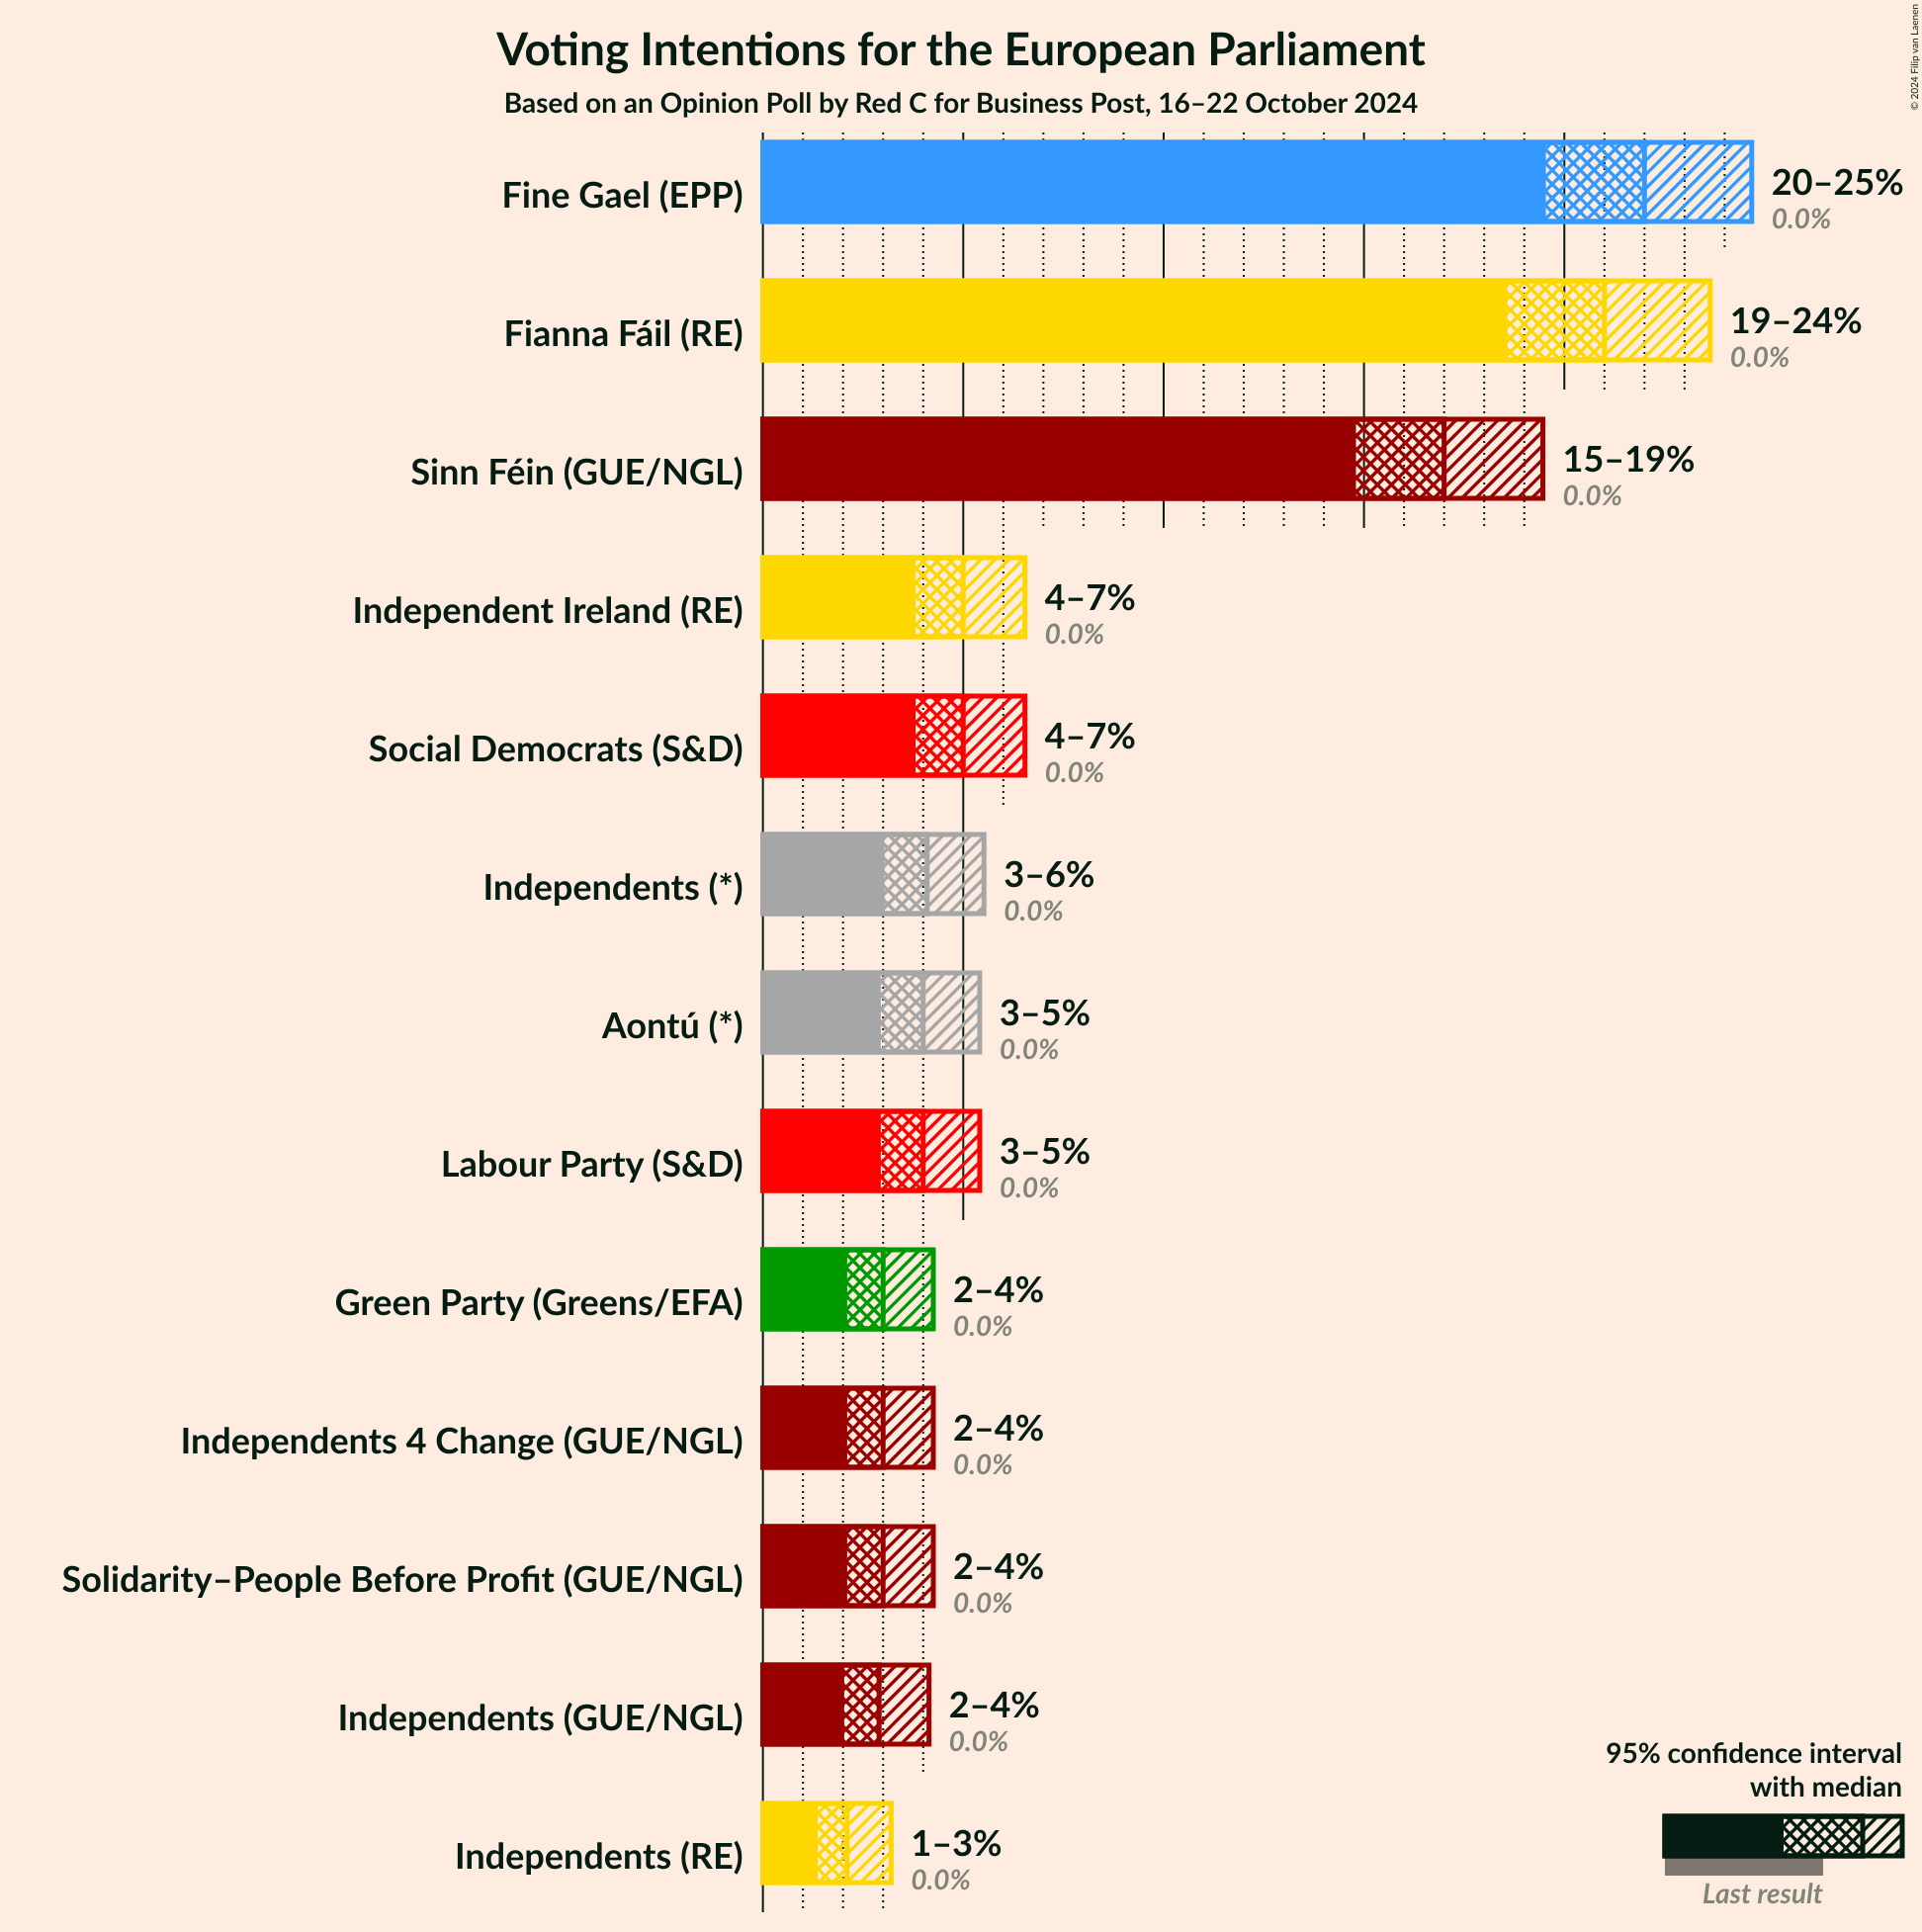 Voting Intentions for the European Parliament
Based on an Opinion Poll by Red C for Business Post, 16–22 October 2024
© 2024 Filip van Laenen
Fine Gael (EPP)
20–25%
0.0%
Fianna Fáil (RE)
19–24%
0.0%
Sinn Féin (GUE/NGL)
15–19%
0.0%
Independent Ireland (RE)
4–7%
0.0%
Social Democrats (S&D)
4–7%
0.0%
Independents (*)
3–6%
0.0%
Aontú (*)
3–5%
0.0%
Labour Party (S&D)
3–5%
0.0%
Green Party (Greens/EFA)
2–4%
0.0%
Independents 4 Change (GUE/NGL)
2–4%
0.0%
Solidarity–People Before Profit (GUE/NGL)
2–4%
0.0%
Independents (GUE/NGL)
2–4%
0.0%
Independents (RE)
1–3%
0.0%
95% confidence interval
with median
Last result